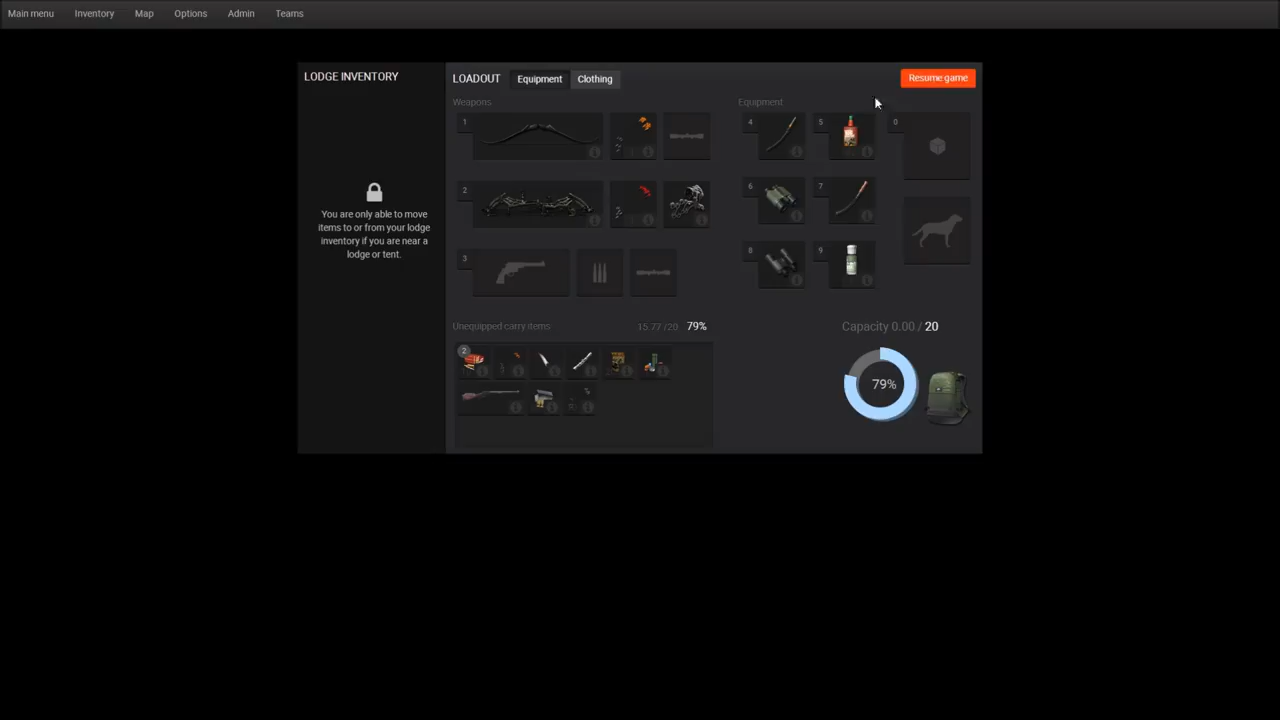 Main menu Inventory Map Options Admin Teams
LODGE INVENTORY
You are only able to move
items to or from your lodge
inventory if you are near a
lodge or tent.
LOADOUT Equipment Clothing Resume game
Weapons
1
2
3
Equipment
4 5 0
6 7
8 9
Unequipped carry items 15.77 /20 79%
2
Capacity 0.00 / 20
79%